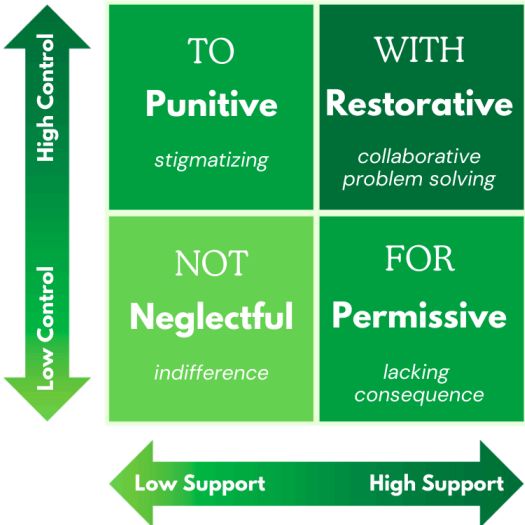 High Control
Low Control
TO
Punitive
stigmatizing
WITH
Restorative
collaborative
problem solving
NOT
Neglectful
indifference
FOR
Permissive
lacking
consequence
Low Support
High Support